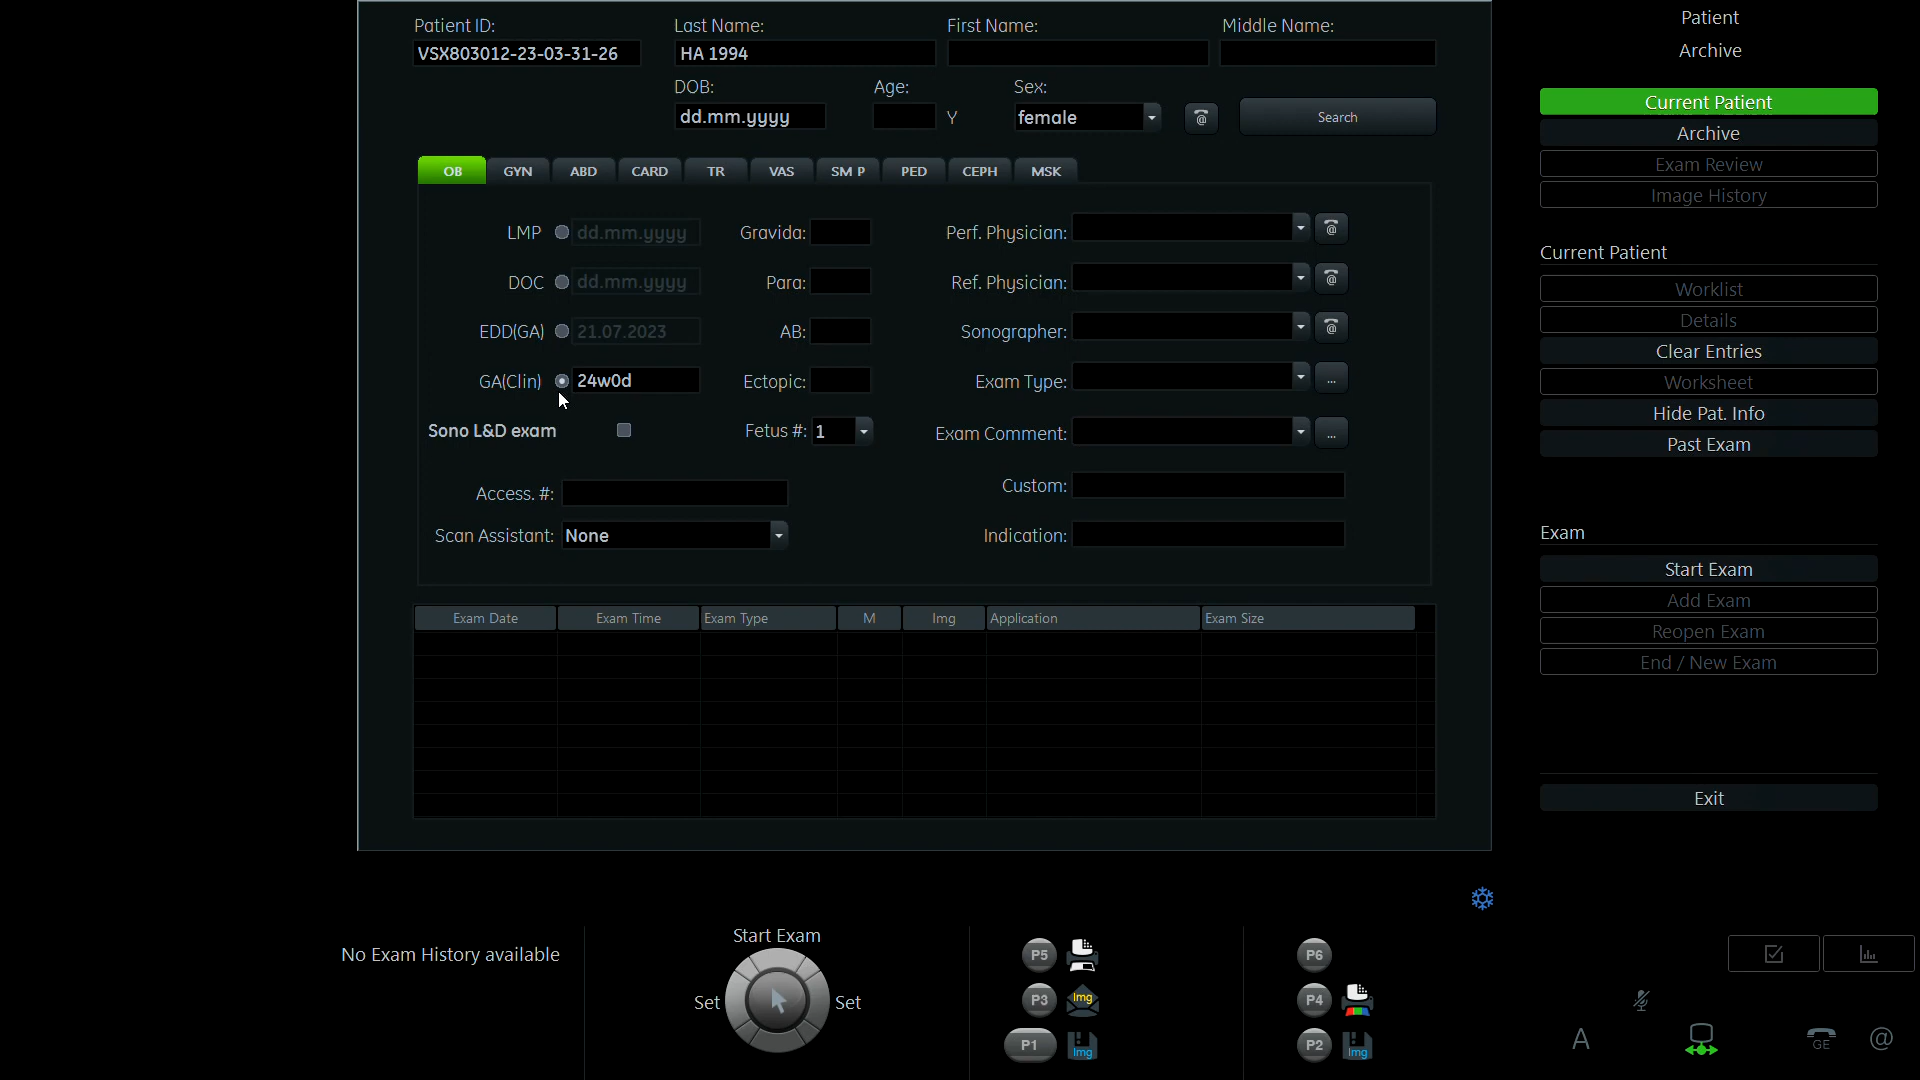 Patient ID: Last Name: First Name: Middle Name:
VSX803012-23-03-31-26 HA 1994
DOB: Age: Sex:
dd.mm.yyyy Y female @ Search
OB GYN ABD CARD TR VAS SM P PED CEPH MSK
LMP dd.mm.yyyy Gravida: Perf. Physician: @
DOC dd.mm.yyyy Para: Ref. Physician: @
EDD(GA) 21.07.2023 AB: Sonographer: @
GA(Clin) 24w0d Ectopic: Exam Type: ...
Sono L&D exam Fetus #: 1 Exam Comment: ...
Access. #: Custom:
Scan Assistant: None Indication:
Exam Date Exam Time Exam Type M Img Application Exam Size
Patient
Archive
Current Patient
Archive
Exam Review
Image History
Current Patient
Worklist
Details
Clear Entries
Worksheet
Hide Pat. Info
Past Exam
Exam
Start Exam
Add Exam
Reopen Exam
End / New Exam
Exit
No Exam History available
Start Exam
Set Set
P5
P3 Img
P1 Img
P6
P4
P2 Img
A GE @